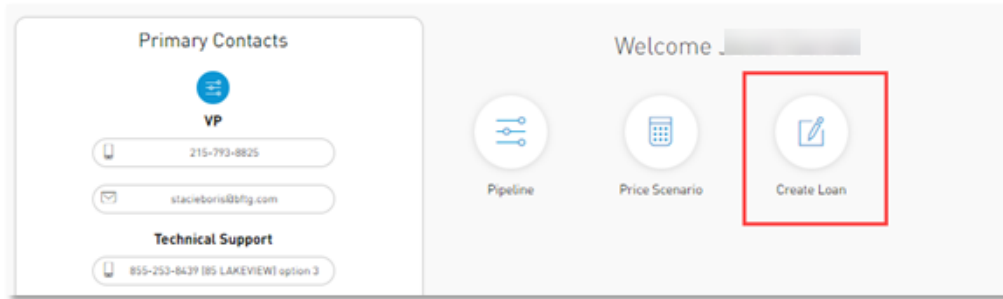 Primary Contacts
VP
215-793-8825
stacieboris@bftg.com
Technical Support
855-253-8439 (85 LAKEVIEW) option 3
Welcome
Pipeline
Price Scenario
Create Loan